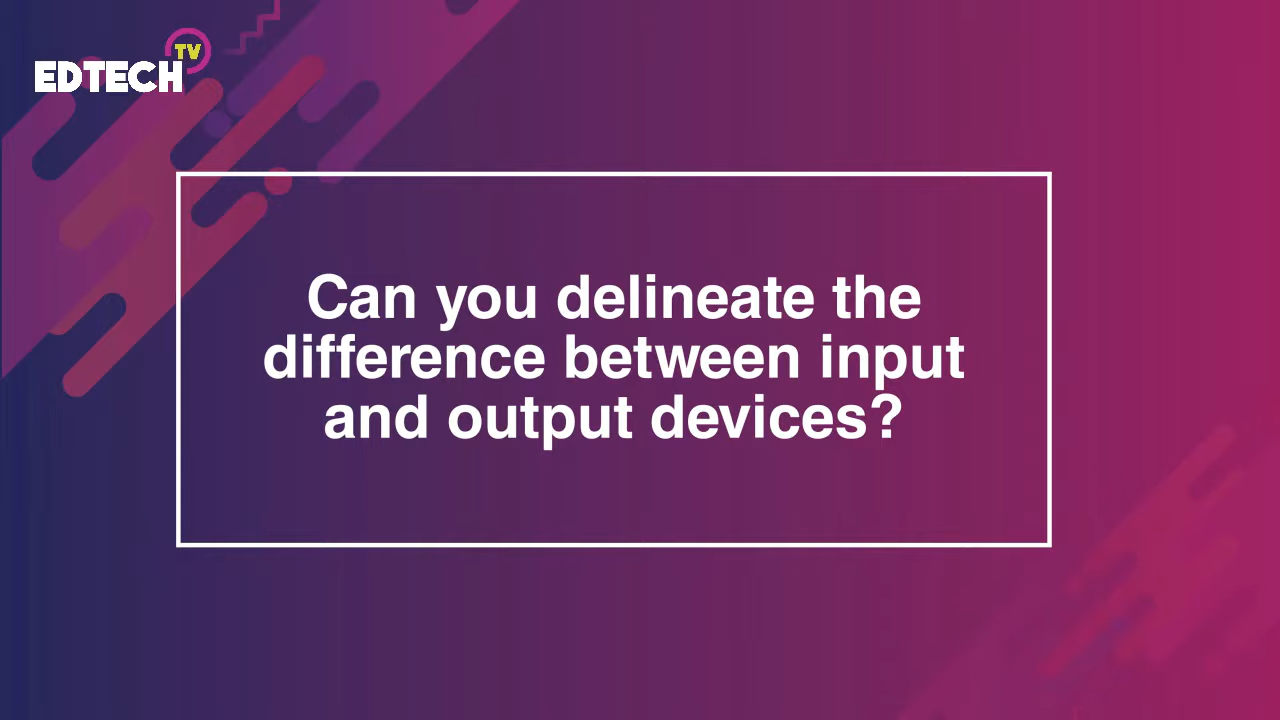 TV
EDTECH
Can you delineate the
difference between input
and output devices?